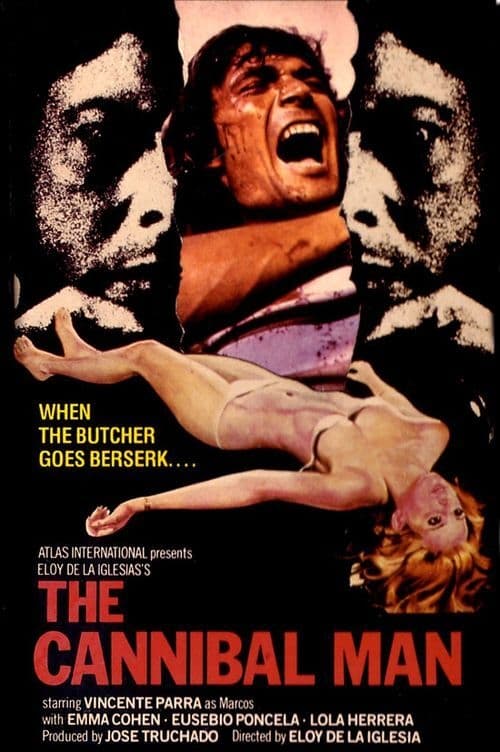 WHEN
THE BUTCHER
GOES BERSERK....
ATLAS INTERNATIONAL presents
ELOY DE LA IGLESIAS'S
THE
CANNIBAL MAN
starring VINCENTE PARRA as Marcos
with EMMA COHEN · EUSEBIO PONCELA · LOLA HERRERA
Produced by JOSE TRUCHADO Directed by ELOY DE LA IGLESIA